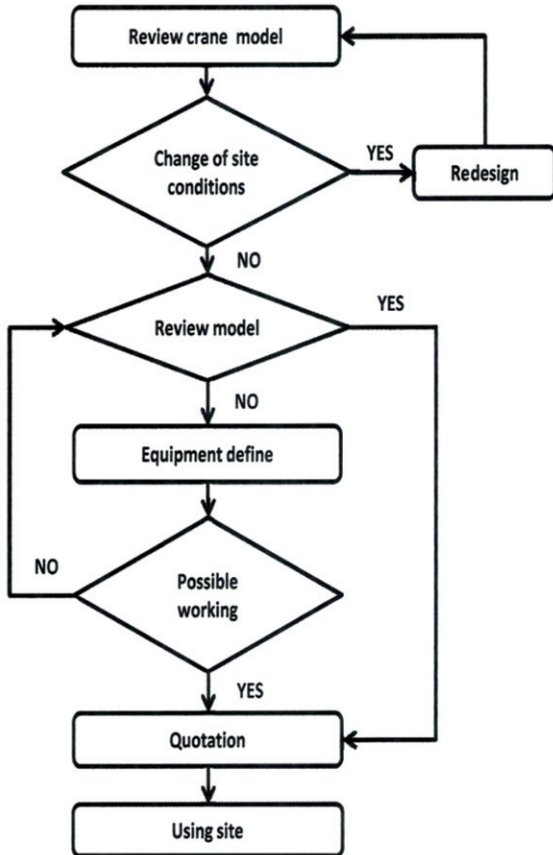 Review crane model
Change of site
conditions
YES
Redesign
NO
Review model
YES
NO
Equipment define
NO
Possible
working
YES
Quotation
Using site